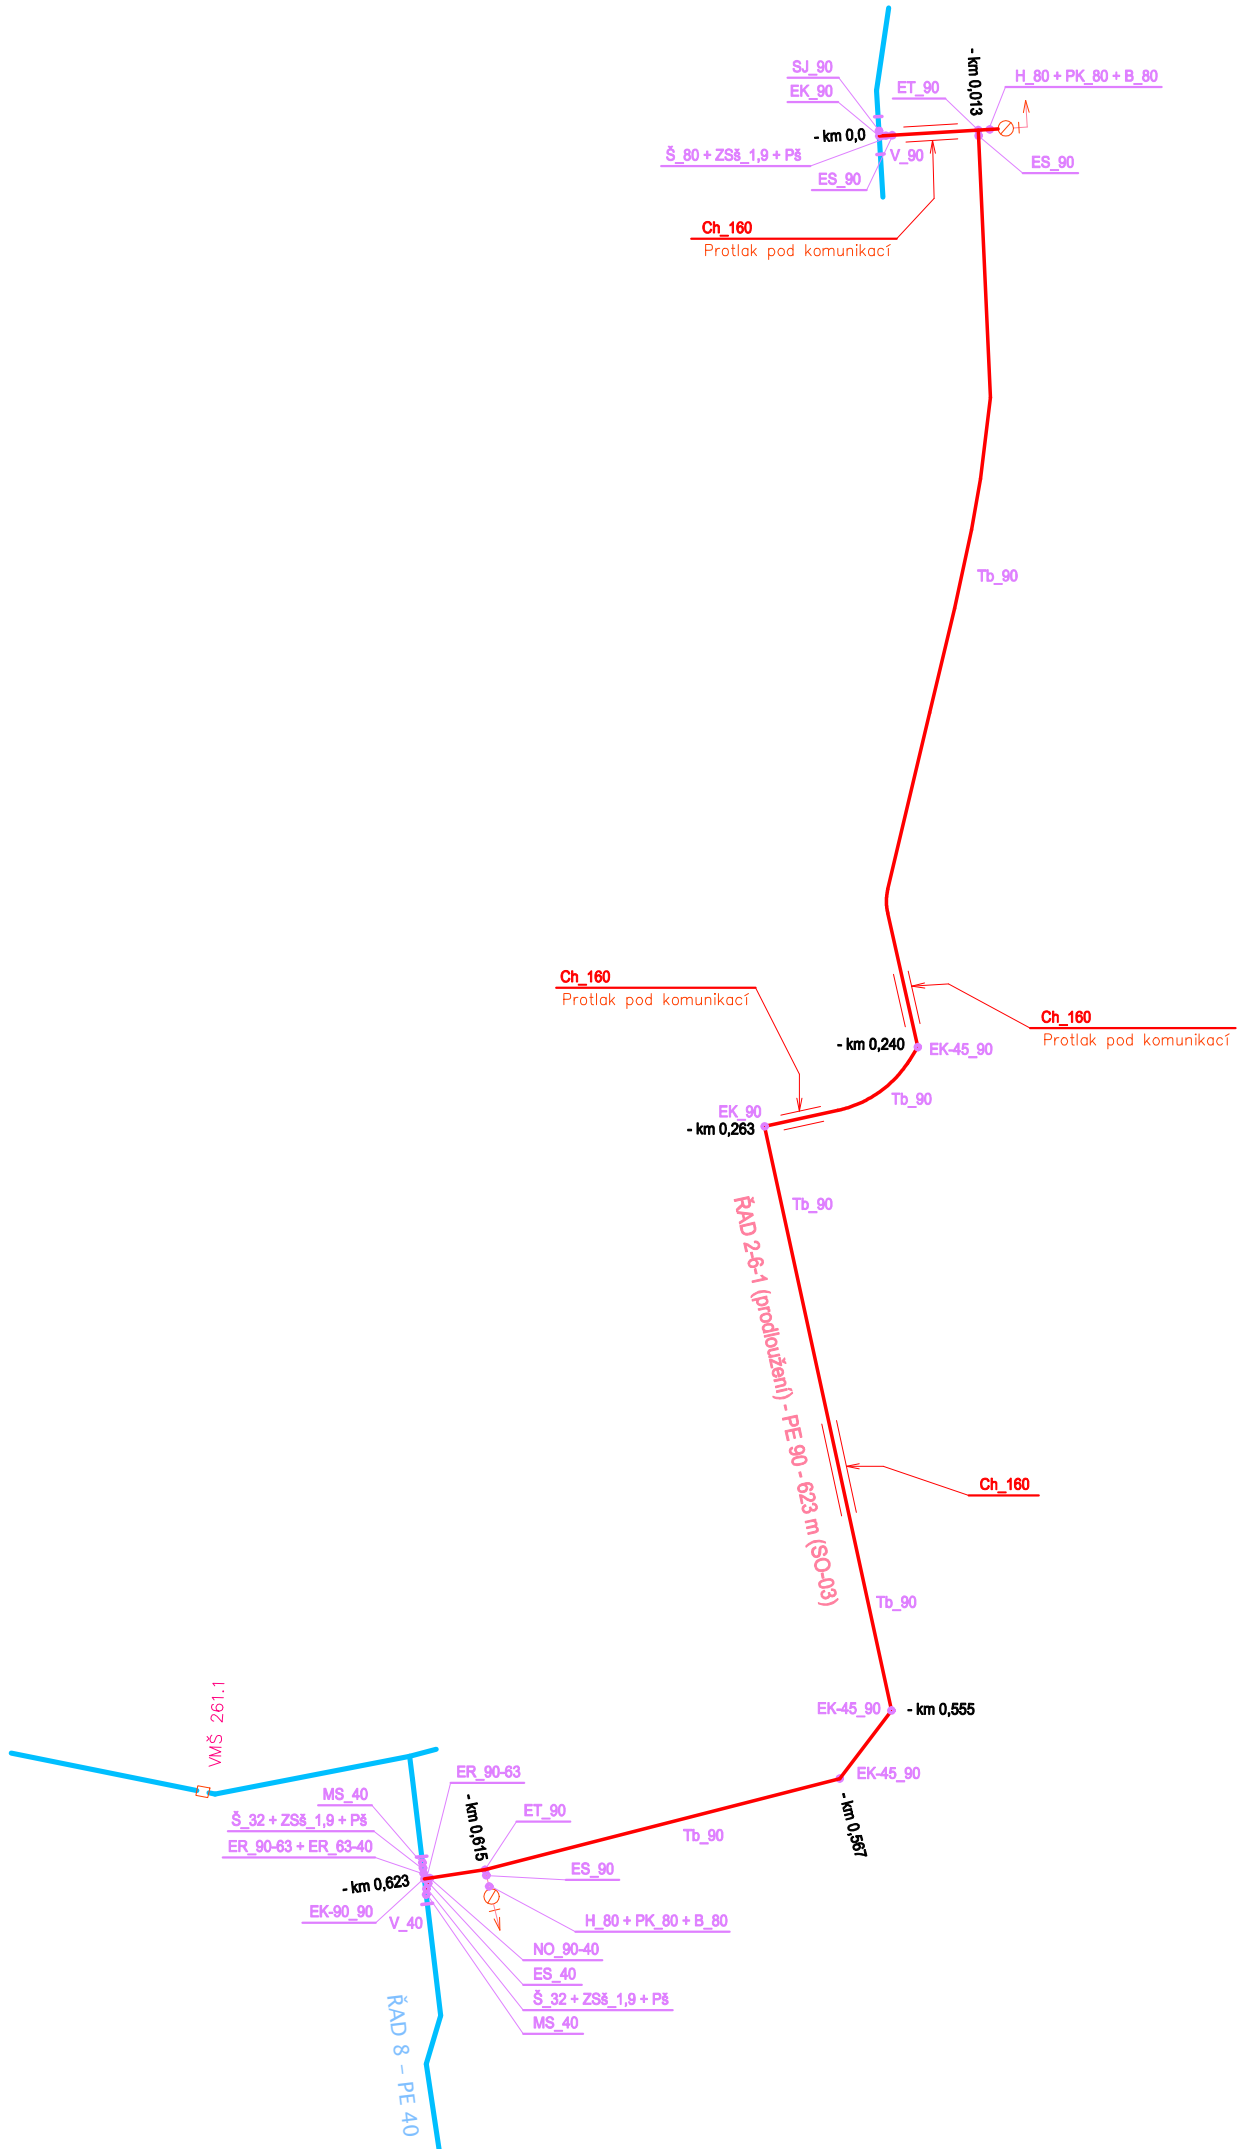 SJ_90
EK_90
- km 0,0
Š_80 + ZSš_1,9 + Pš
ES_90
V_90
ET_90
- km 0,013
H_80 + PK_80 + B_80
ES_90
Ch_160
Protlak pod komunikací
Tb_90
Ch_160
Protlak pod komunikací
Ch_160
Protlak pod komunikací
- km 0,240
EK-45_90
Tb_90
EK_90
- km 0,263
Tb_90
ŘAD 2-6-1 (prodloužení) - PE 90 - 623 m (SO-03)
Ch_160
Tb_90
EK-45_90
- km 0,555
EK-45_90
- km 0,567
Tb_90
VMŠ 261.1
ER_90-63
MS_40
Š_32 + ZSš_1,9 + Pš
ER_90-63 + ER_63-40
- km 0,623
EK-90_90
V_40
- km 0,615
ET_90
ES_90
H_80 + PK_80 + B_80
NO_90-40
ES_40
Š_32 + ZSš_1,9 + Pš
MS_40
ŘAD 8 - PE 40